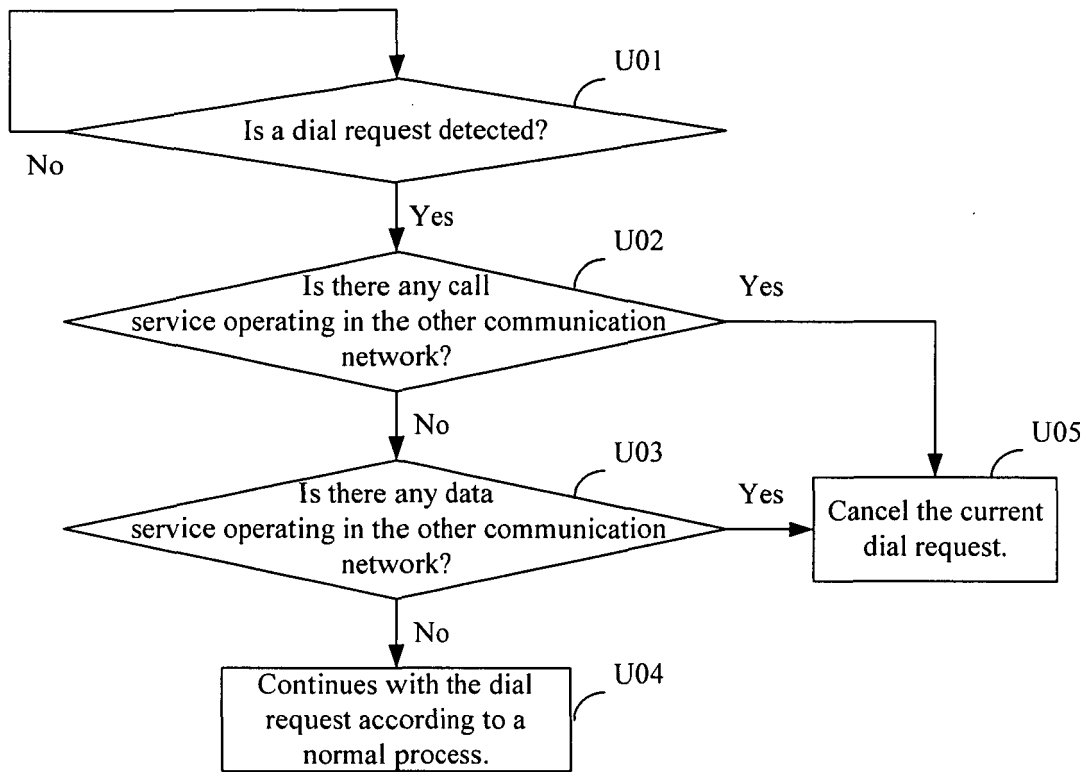 U01
Is a dial request detected?
No
Yes
U02
Is there any call
service operating in the other communication
network?
Yes
No
U03
Is there any data
service operating in the other communication
network?
Yes
U05
Cancel the current
dial request.
No
U04
Continues with the dial
request according to a
normal process.